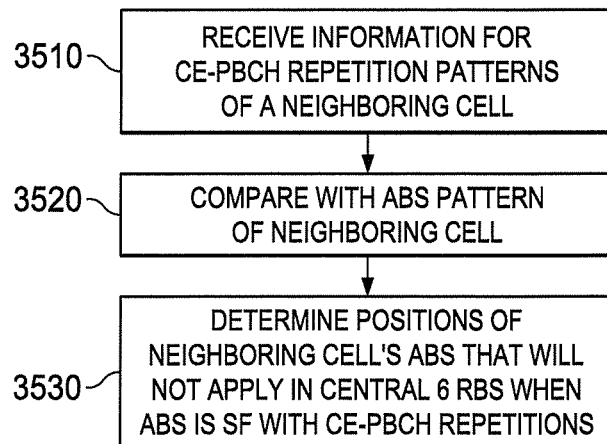 3510
RECEIVE INFORMATION FOR
CE-PBCH REPETITION PATTERNS
OF A NEIGHBORING CELL
3520
COMPARE WITH ABS PATTERN
OF NEIGHBORING CELL
3530
DETERMINE POSITIONS OF
NEIGHBORING CELL'S ABS THAT WILL
NOT APPLY IN CENTRAL 6 RBS WHEN
ABS IS SF WITH CE-PBCH REPETITIONS